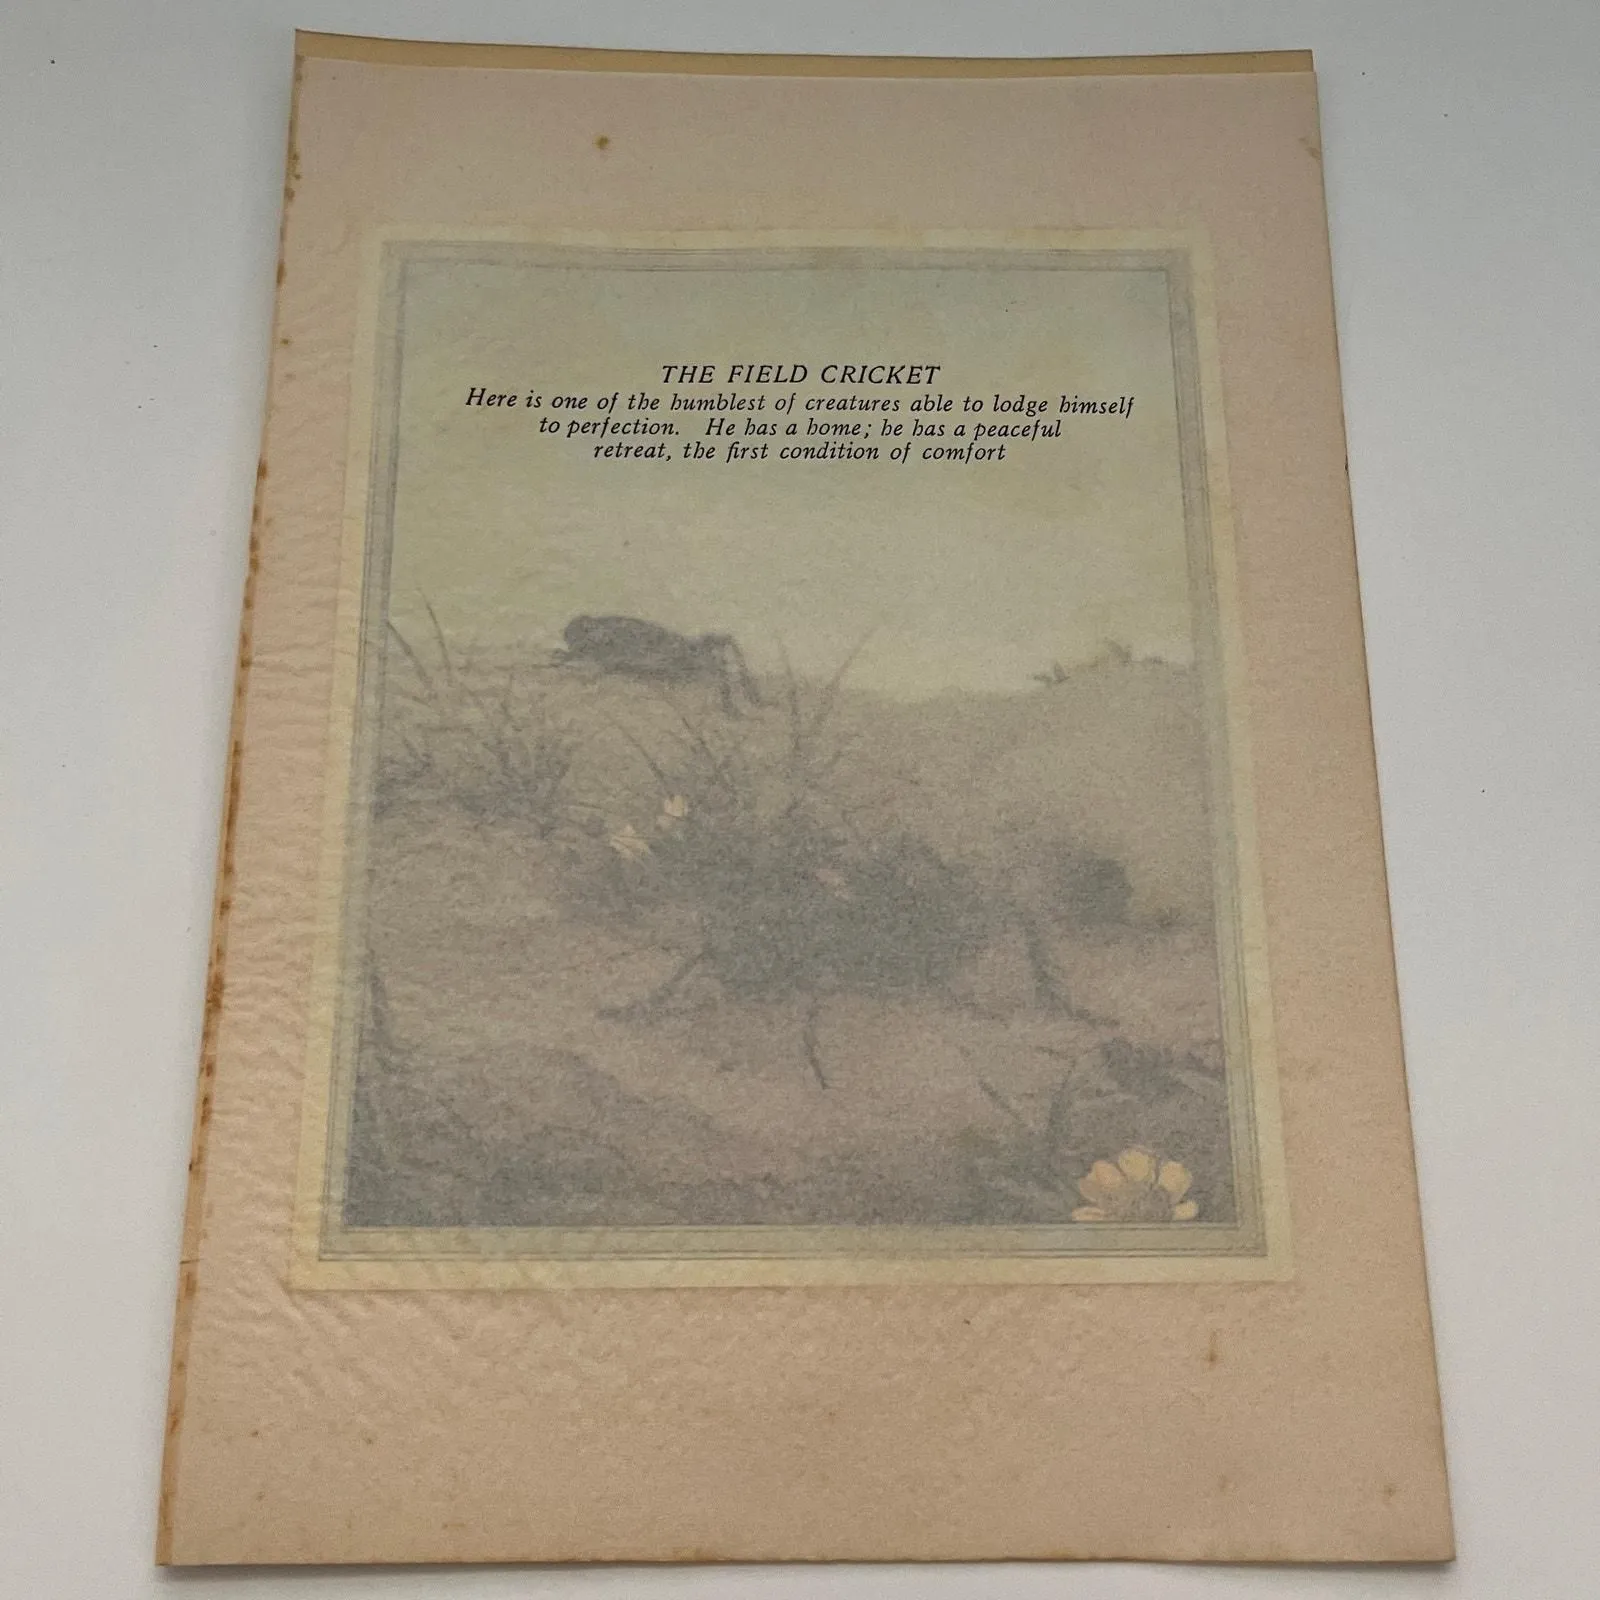 THE FIELD CRICKET
Here is one of the humblest of creatures able to lodge himself
to perfection. He has a home; he has a peaceful
retreat, the first condition of comfort